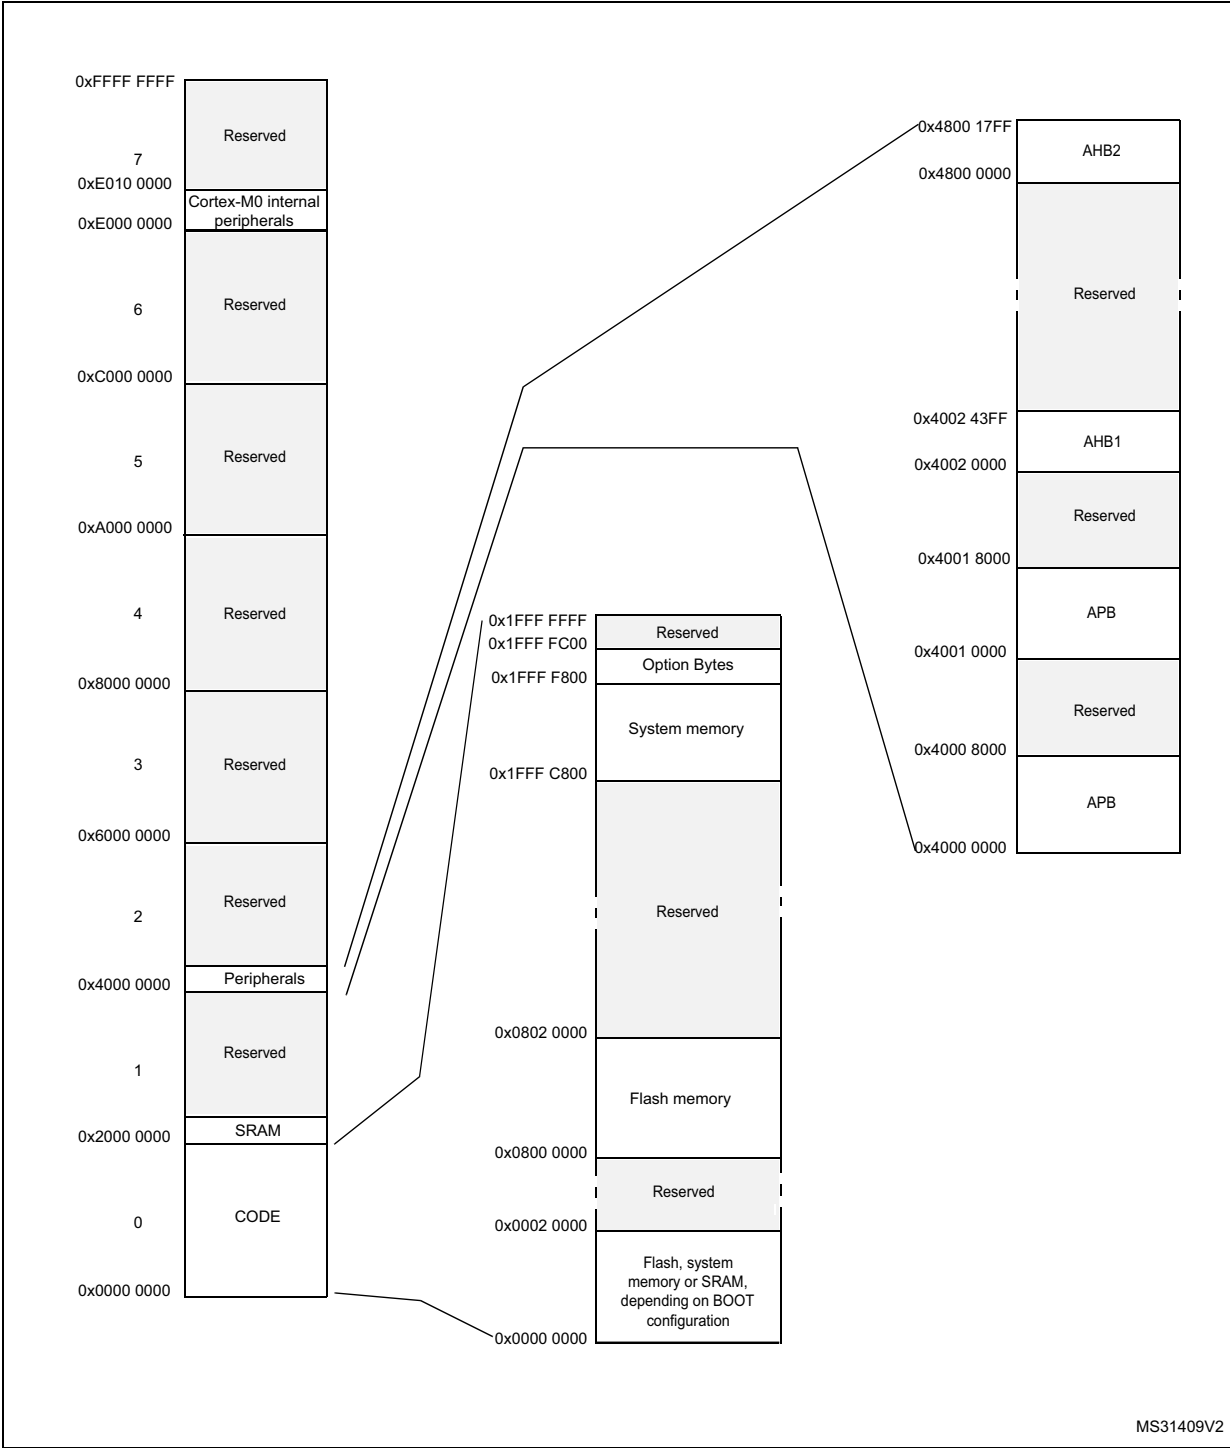 0xFFFF FFFF
Reserved
7
0xE010 0000
Cortex-M0 internal
peripherals
0xE000 0000
Reserved
6
0xC000 0000
Reserved
5
0xA000 0000
Reserved
4
0x8000 0000
Reserved
3
0x6000 0000
Reserved
2
0x4000 0000
Peripherals
Reserved
1
0x2000 0000
SRAM
CODE
0
0x0000 0000
0x1FFF FFFF
Reserved
0x1FFF FC00
Option Bytes
0x1FFF F800
System memory
0x1FFF C800
Reserved
0x0802 0000
Flash memory
0x0800 0000
Reserved
0x0002 0000
Flash, system
memory or SRAM,
depending on BOOT
configuration
0x0000 0000
0x4800 17FF
AHB2
0x4800 0000
Reserved
0x4002 43FF
AHB1
0x4002 0000
Reserved
0x4001 8000
APB
0x4001 0000
Reserved
0x4000 8000
APB
0x4000 0000
MS31409V2